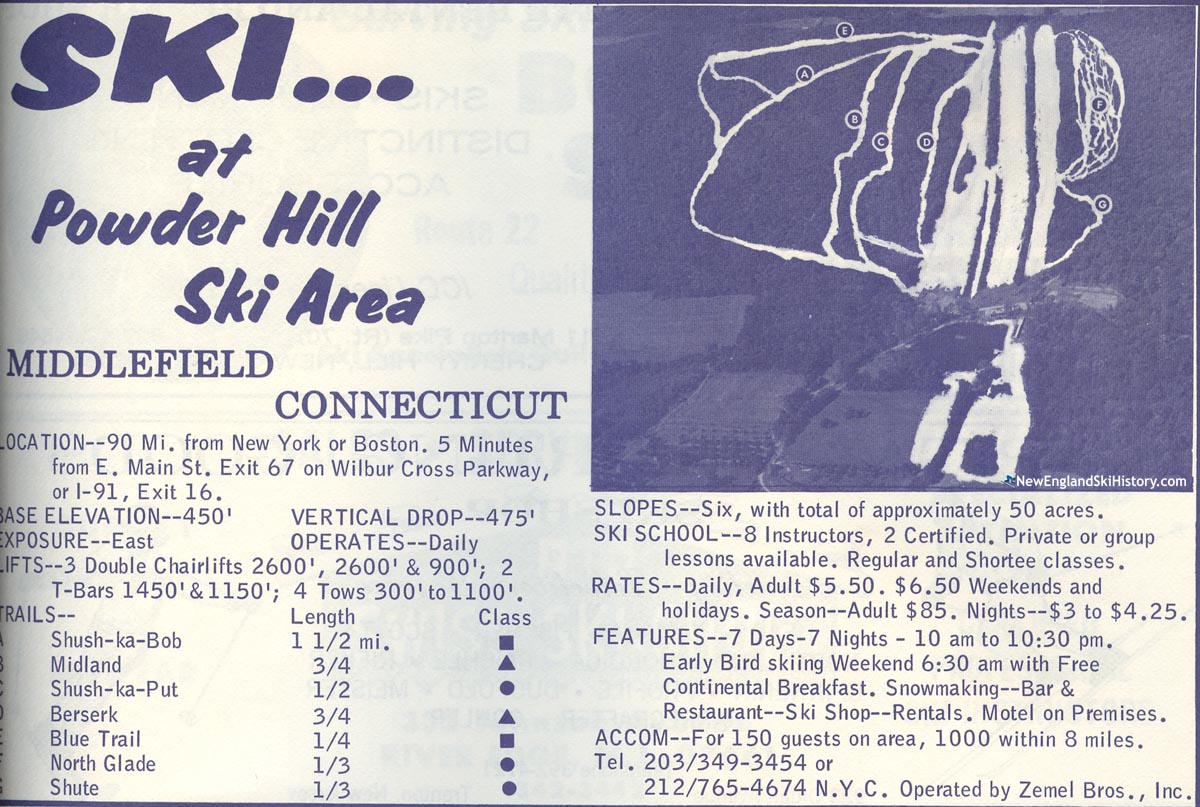 SKI...
at
Powder Hill
Ski Area
MIDDLEFIELD
CONNECTICUT
LOCATION--90 Mi. from New York or Boston. 5 Minutes
from E. Main St. Exit 67 on Wilbur Cross Parkway,
or I-91, Exit 16.
BASE ELEVATION--450' VERTICAL DROP--475'
EXPOSURE--East OPERATES--Daily
LIFTS--3 Double Chairlifts 2600', 2600' & 900'; 2
T-Bars 1450' & 1150'; 4 Tows 300' to 1100'.
TRAILS-- Length Class
A Shush-ka-Bob 1 1/2 mi. ■
B Midland 3/4 ▲
C Shush-ka-Put 1/2 ●
D Berserk 3/4 ▲
E Blue Trail 1/4 ■
F North Glade 1/3 ●
G Shute 1/3 ●
E
A
B
C
D
F
G
NewEnglandSkiHistory.com
SLOPES--Six, with total of approximately 50 acres.
SKI SCHOOL--8 Instructors, 2 Certified. Private or group
lessons available. Regular and Shortee classes.
RATES--Daily, Adult $5.50. $6.50 Weekends and
holidays. Season--Adult $85. Nights--$3 to $4.25.
FEATURES--7 Days-7 Nights - 10 am to 10:30 pm.
Early Bird skiing Weekend 6:30 am with Free
Continental Breakfast. Snowmaking--Bar &
Restaurant--Ski Shop--Rentals. Motel on Premises.
ACCOM--For 150 guests on area, 1000 within 8 miles.
Tel. 203/349-3454 or
212/765-4674 N.Y.C. Operated by Zemel Bros., Inc.